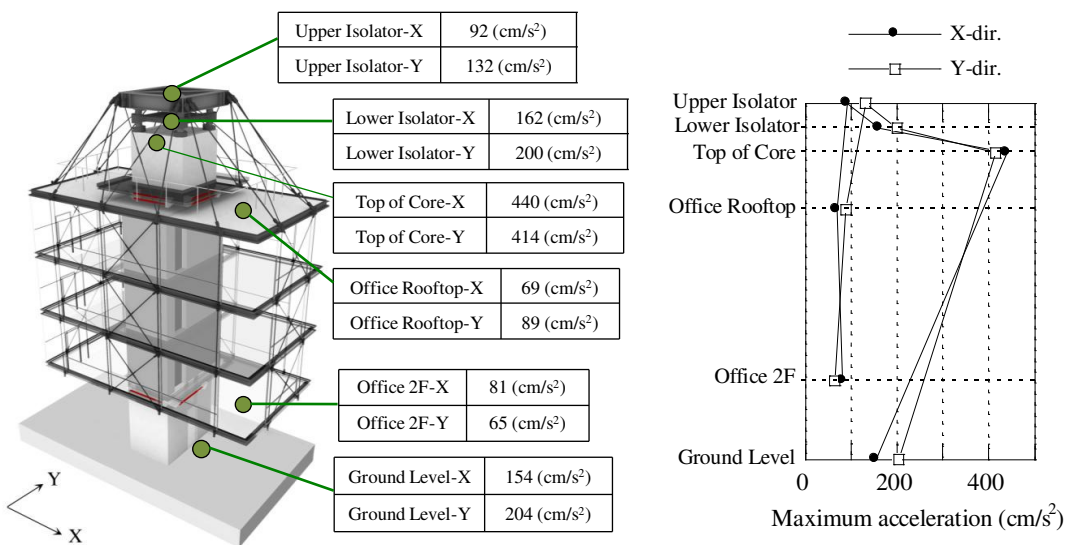 Upper Isolator-X 92 (cm/s²)
Upper Isolator-Y 132 (cm/s²)
Lower Isolator-X 162 (cm/s²)
Lower Isolator-Y 200 (cm/s²)
Top of Core-X 440 (cm/s²)
Top of Core-Y 414 (cm/s²)
Office Rooftop-X 69 (cm/s²)
Office Rooftop-Y 89 (cm/s²)
Office 2F-X 81 (cm/s²)
Office 2F-Y 65 (cm/s²)
Ground Level-X 154 (cm/s²)
Ground Level-Y 204 (cm/s²)
Y
X
X-dir.
Y-dir.
Upper Isolator
Lower Isolator
Top of Core
Office Rooftop
Office 2F
Ground Level
0 200 400
Maximum acceleration (cm/s²)